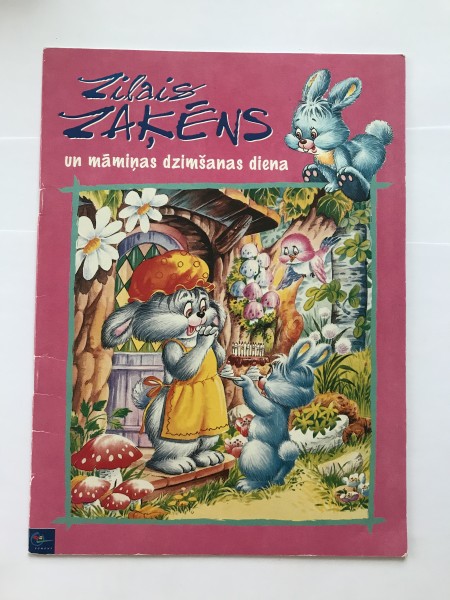 Zilais
ZAĶĒNS
un māmiņas dzimšanas diena